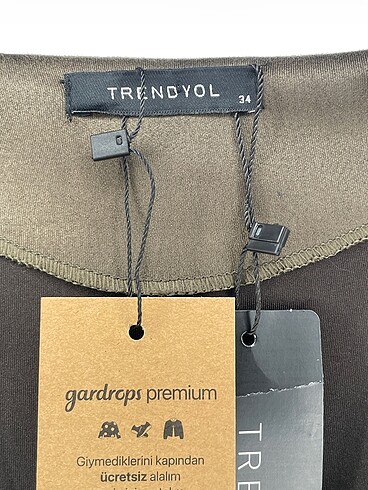 TRENDYOL
34
gardrops premium
Giymediklerini kapından
ücretsiz alalım
TRE